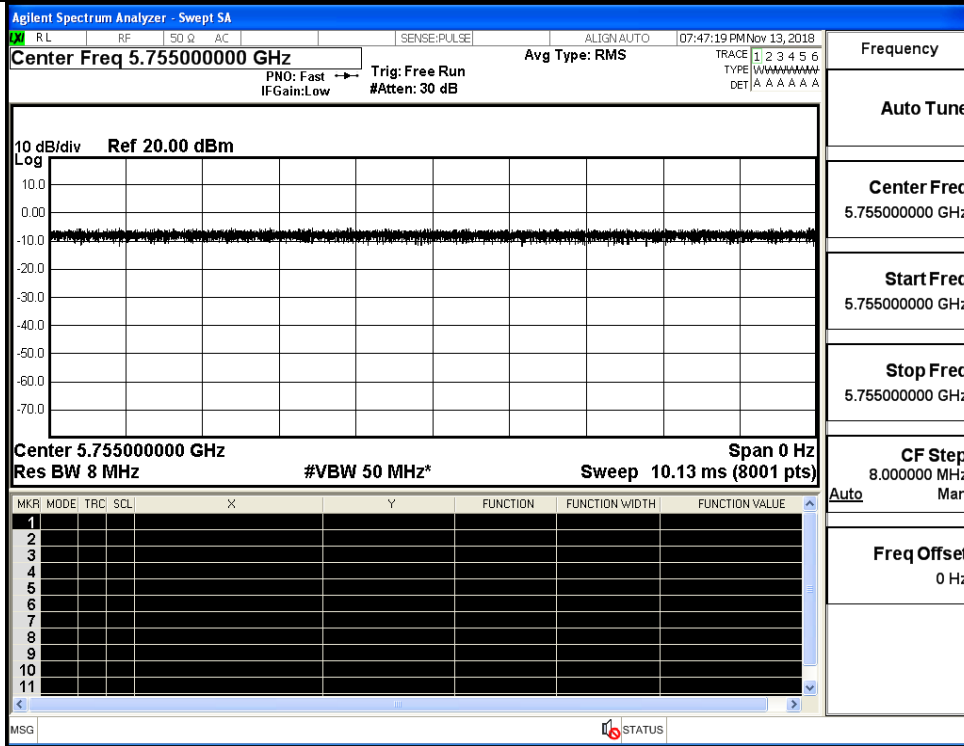 Agilent Spectrum Analyzer - Swept SA
LXI RL RF 50 Ω AC SENSE:PULSE ALIGN AUTO 07:47:19 PM Nov 13, 2018
Center Freq 5.755000000 GHz Avg Type: RMS TRACE 1 2 3 4 5 6
PNO: Fast Trig: Free Run TYPE WWWWWW
IFGain:Low #Atten: 30 dB DET A A A A A A
10 dB/div Ref 20.00 dBm
Log
10.0
0.00
-10.0
-20.0
-30.0
-40.0
-50.0
-60.0
-70.0
Center 5.755000000 GHz Span 0 Hz
Res BW 8 MHz #VBW 50 MHz* Sweep 10.13 ms (8001 pts)
MKR MODE TRC SCL X Y FUNCTION FUNCTION WIDTH FUNCTION VALUE
1
2
3
4
5
6
7
8
9
10
11
MSG STATUS
Frequency
Auto Tune
Center Freq
5.755000000 GHz
Start Freq
5.755000000 GHz
Stop Freq
5.755000000 GHz
CF Step
8.000000 MHz
Auto Man
Freq Offset
0 Hz